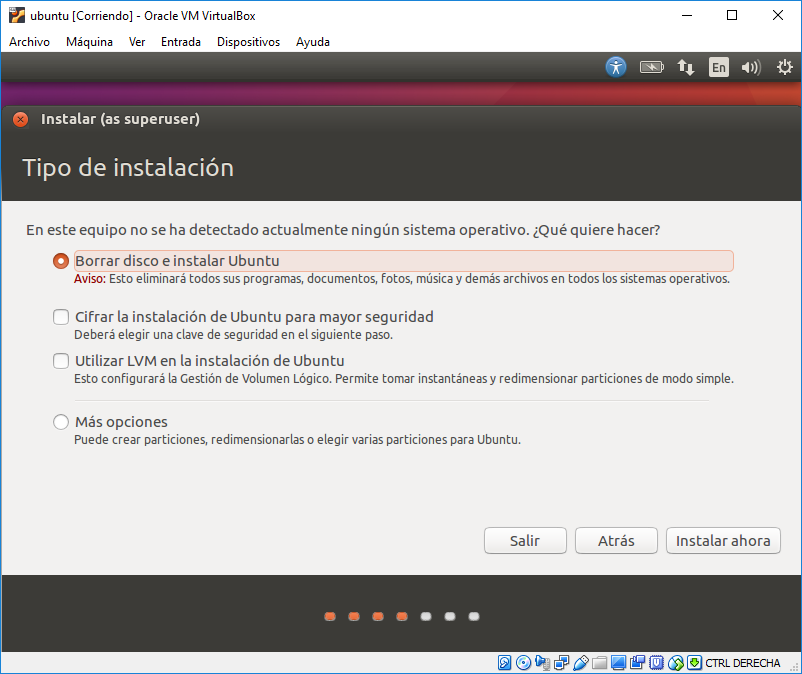 ubuntu [Corriendo] - Oracle VM VirtualBox
Archivo Máquina Ver Entrada Dispositivos Ayuda
En
Instalar (as superuser)
Tipo de instalación
En este equipo no se ha detectado actualmente ningún sistema operativo. ¿Qué quiere hacer?
Borrar disco e instalar Ubuntu
Aviso: Esto eliminará todos sus programas, documentos, fotos, música y demás archivos en todos los sistemas operativos.
Cifrar la instalación de Ubuntu para mayor seguridad
Deberá elegir una clave de seguridad en el siguiente paso.
Utilizar LVM en la instalación de Ubuntu
Esto configurará la Gestión de Volumen Lógico. Permite tomar instantáneas y redimensionar particiones de modo simple.
Más opciones
Puede crear particiones, redimensionarlas o elegir varias particiones para Ubuntu.
Salir Atrás Instalar ahora
CTRL DERECHA